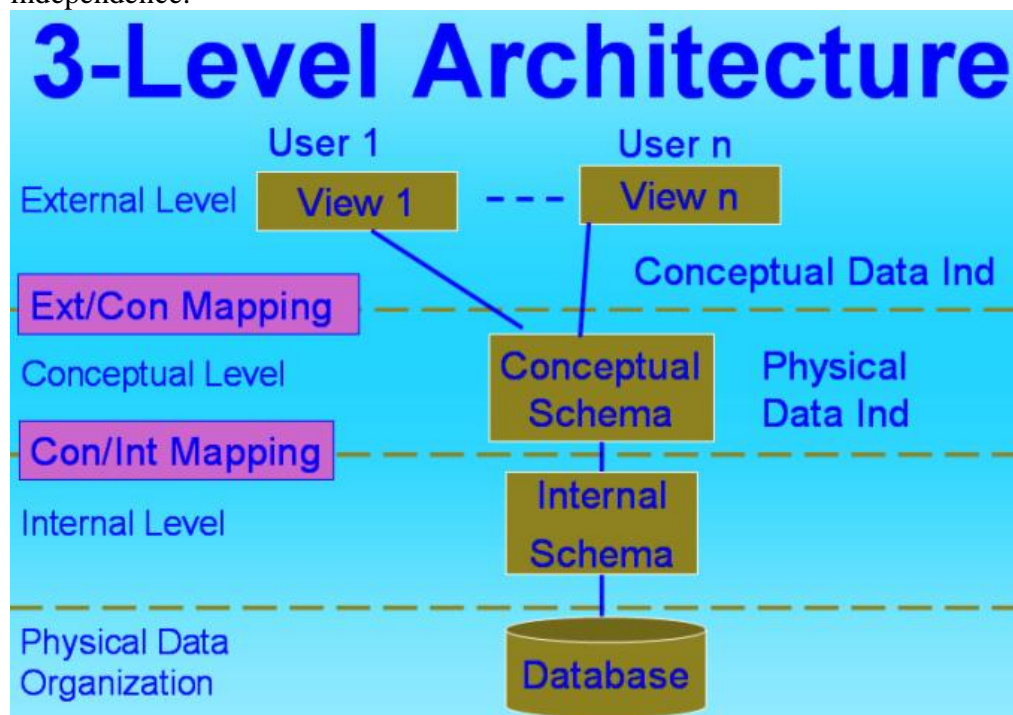 independence.
3-Level Architecture
User 1
User n
External Level
View 1
View n
Conceptual Data Ind
Ext/Con Mapping
Conceptual Level
Conceptual
Schema
Physical
Data Ind
Con/Int Mapping
Internal Level
Internal
Schema
Physical Data
Organization
Database